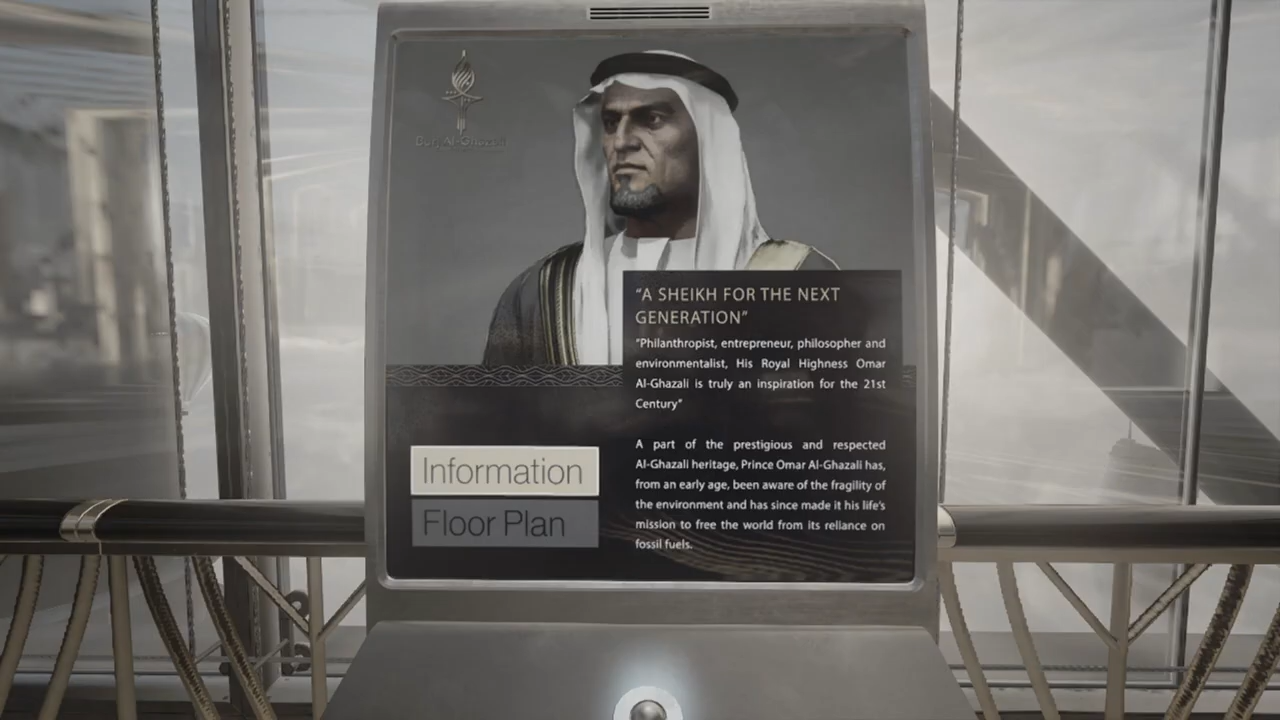 Burj Al-Ghazali
“A SHEIKH FOR THE NEXT
GENERATION”
“Philanthropist, entrepreneur, philosopher and
environmentalist, His Royal Highness Omar
Al-Ghazali is truly an inspiration for the 21st
Century”
A part of the prestigious and respected
Al-Ghazali heritage, Prince Omar Al-Ghazali has,
from an early age, been aware of the fragility of
the environment and has since made it his life’s
mission to free the world from its reliance on
fossil fuels.
Information
Floor Plan